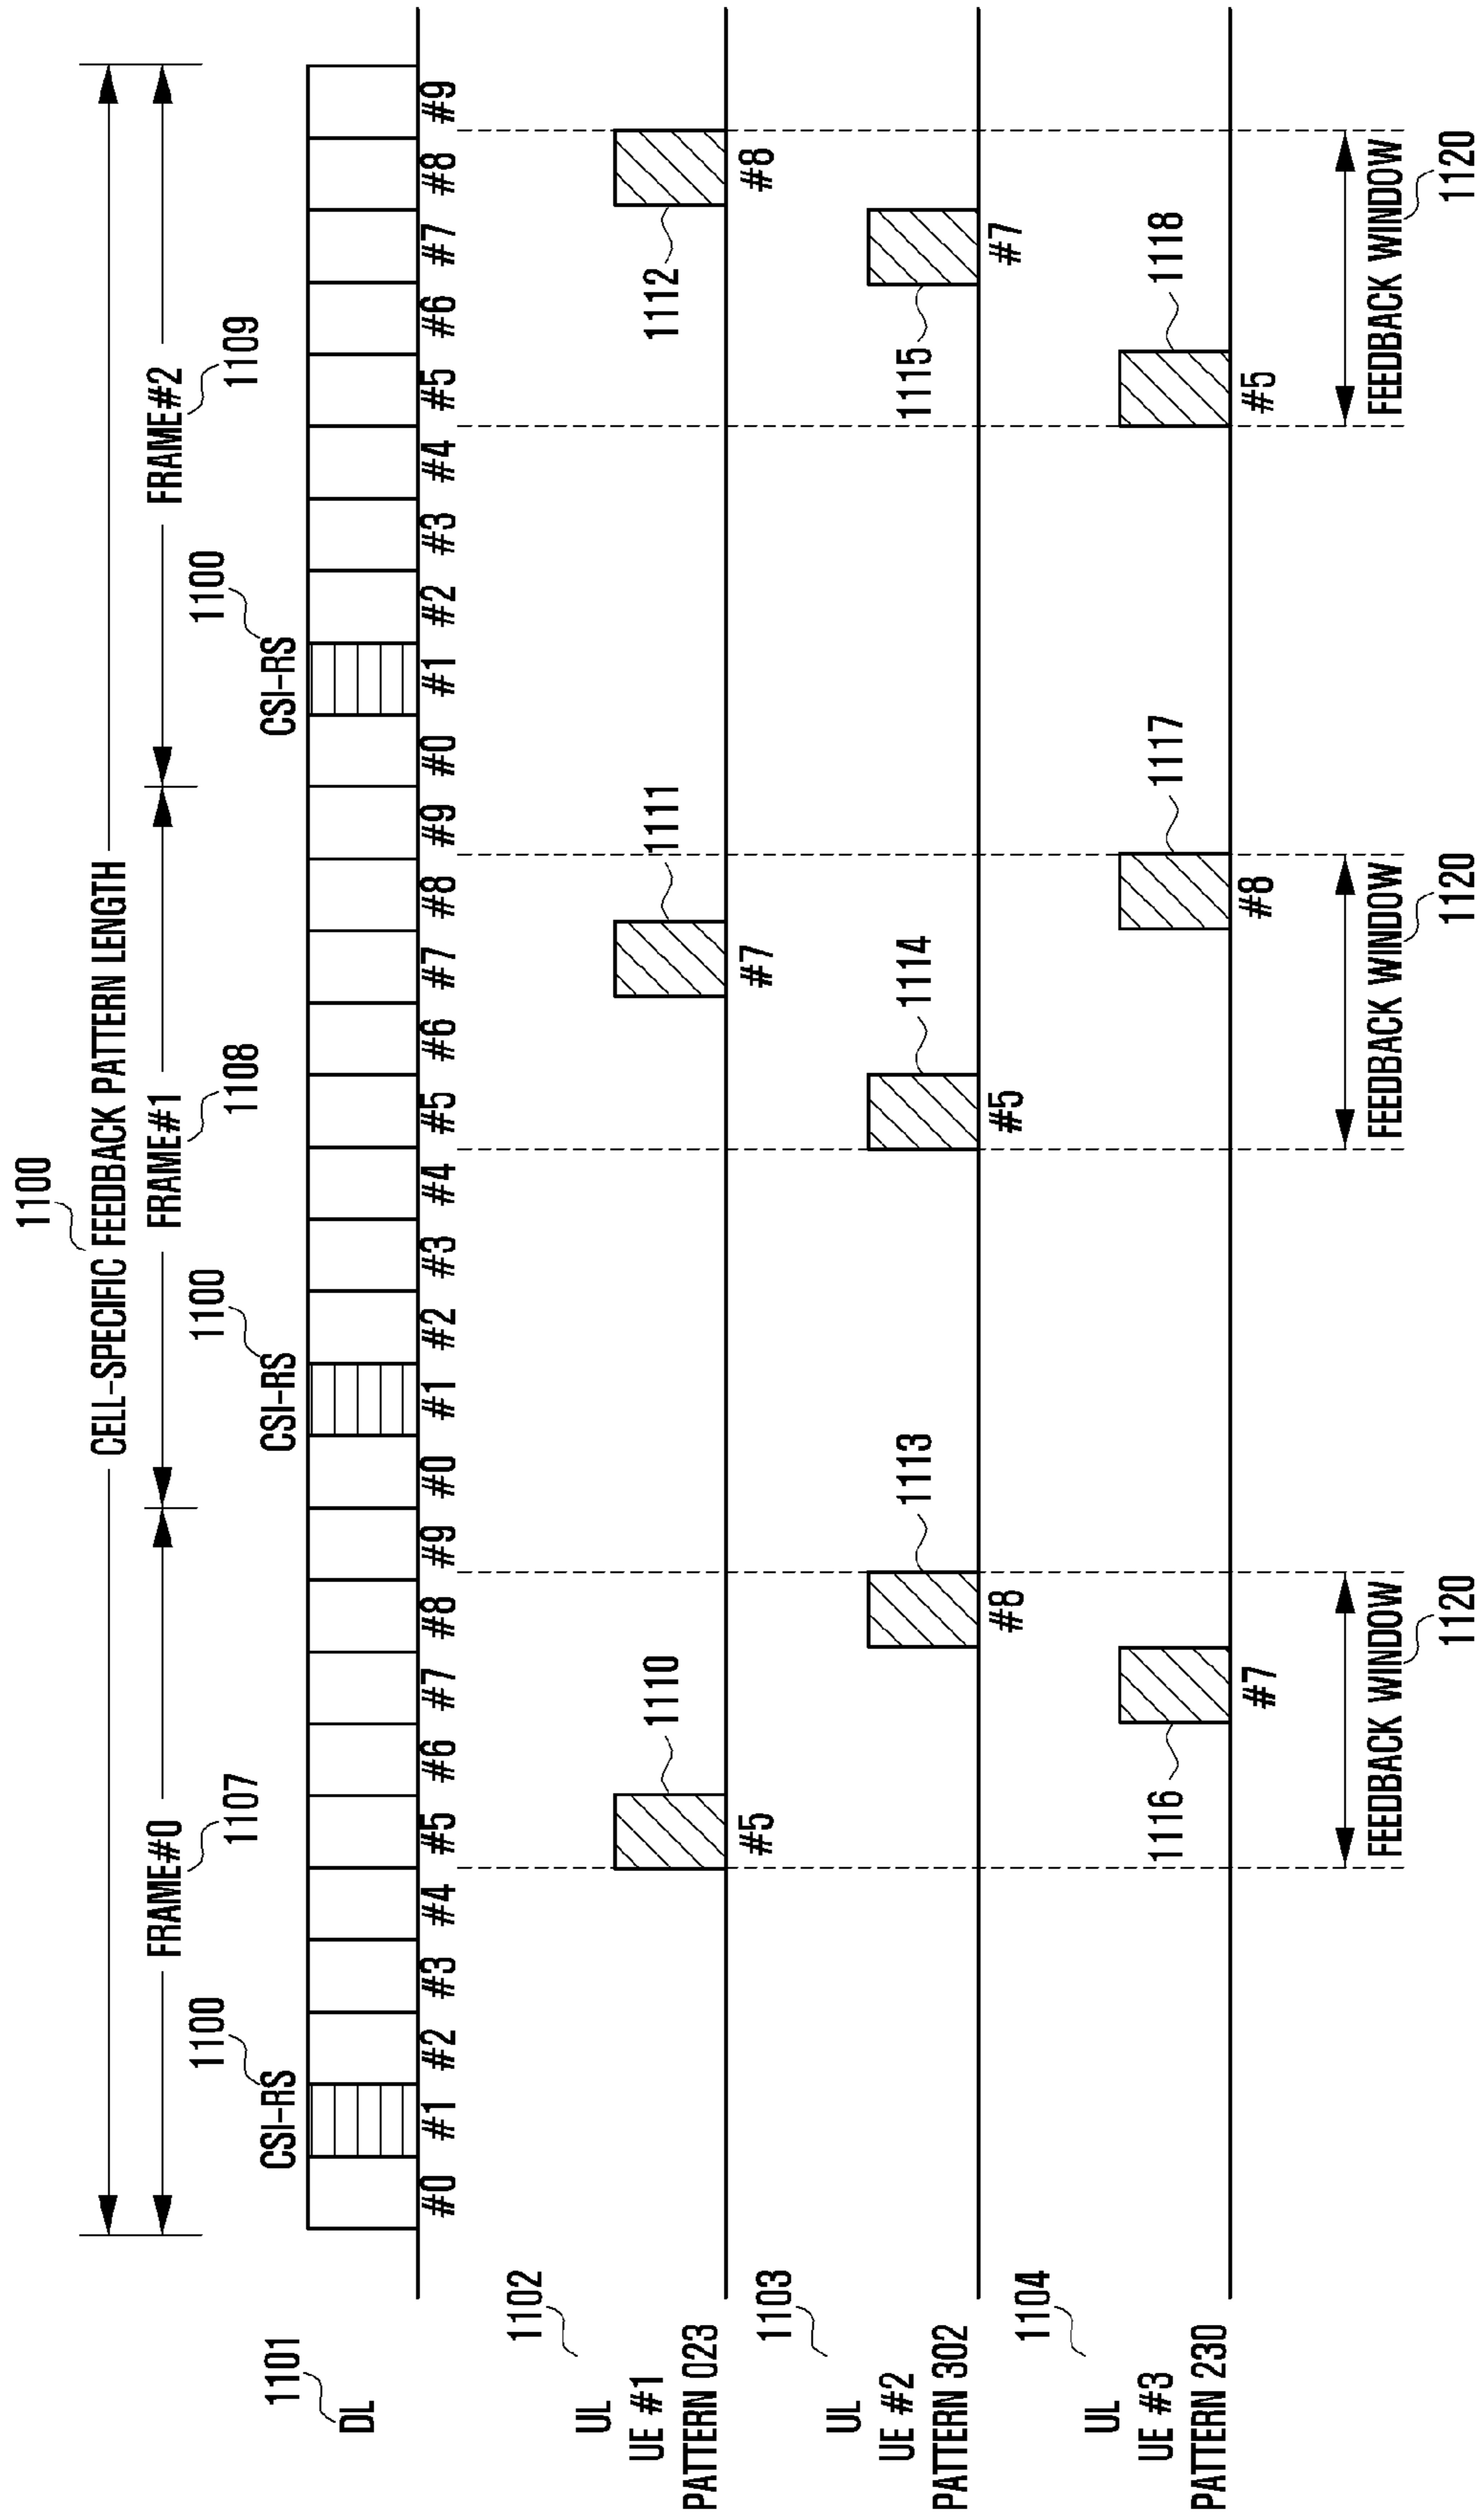 1100
CELL-SPECIFIC FEEDBACK PATTERN LENGTH
FRAME#0 FRAME#1 FRAME#2
1107 1108 1109
1100 1100 1100
CSI-RS CSI-RS CSI-RS
1101
DL
#0 #1 #2 #3 #4 #5 #6 #7 #8 #9 #0 #1 #2 #3 #4 #5 #6 #7 #8 #9 #0 #1 #2 #3 #4 #5 #6 #7 #8 #9
1102
UL
UE #1
PATTERN 023
1110 1111 1112
#5 #7 #8
1103
UL
UE #2
PATTERN 302
1113 1114 1115
#8 #5 #7
1104
UL
UE #3
PATTERN 230
1116 1117 1118
#7 #8 #5
FEEDBACK WINDOW FEEDBACK WINDOW FEEDBACK WINDOW
1120 1120 1120